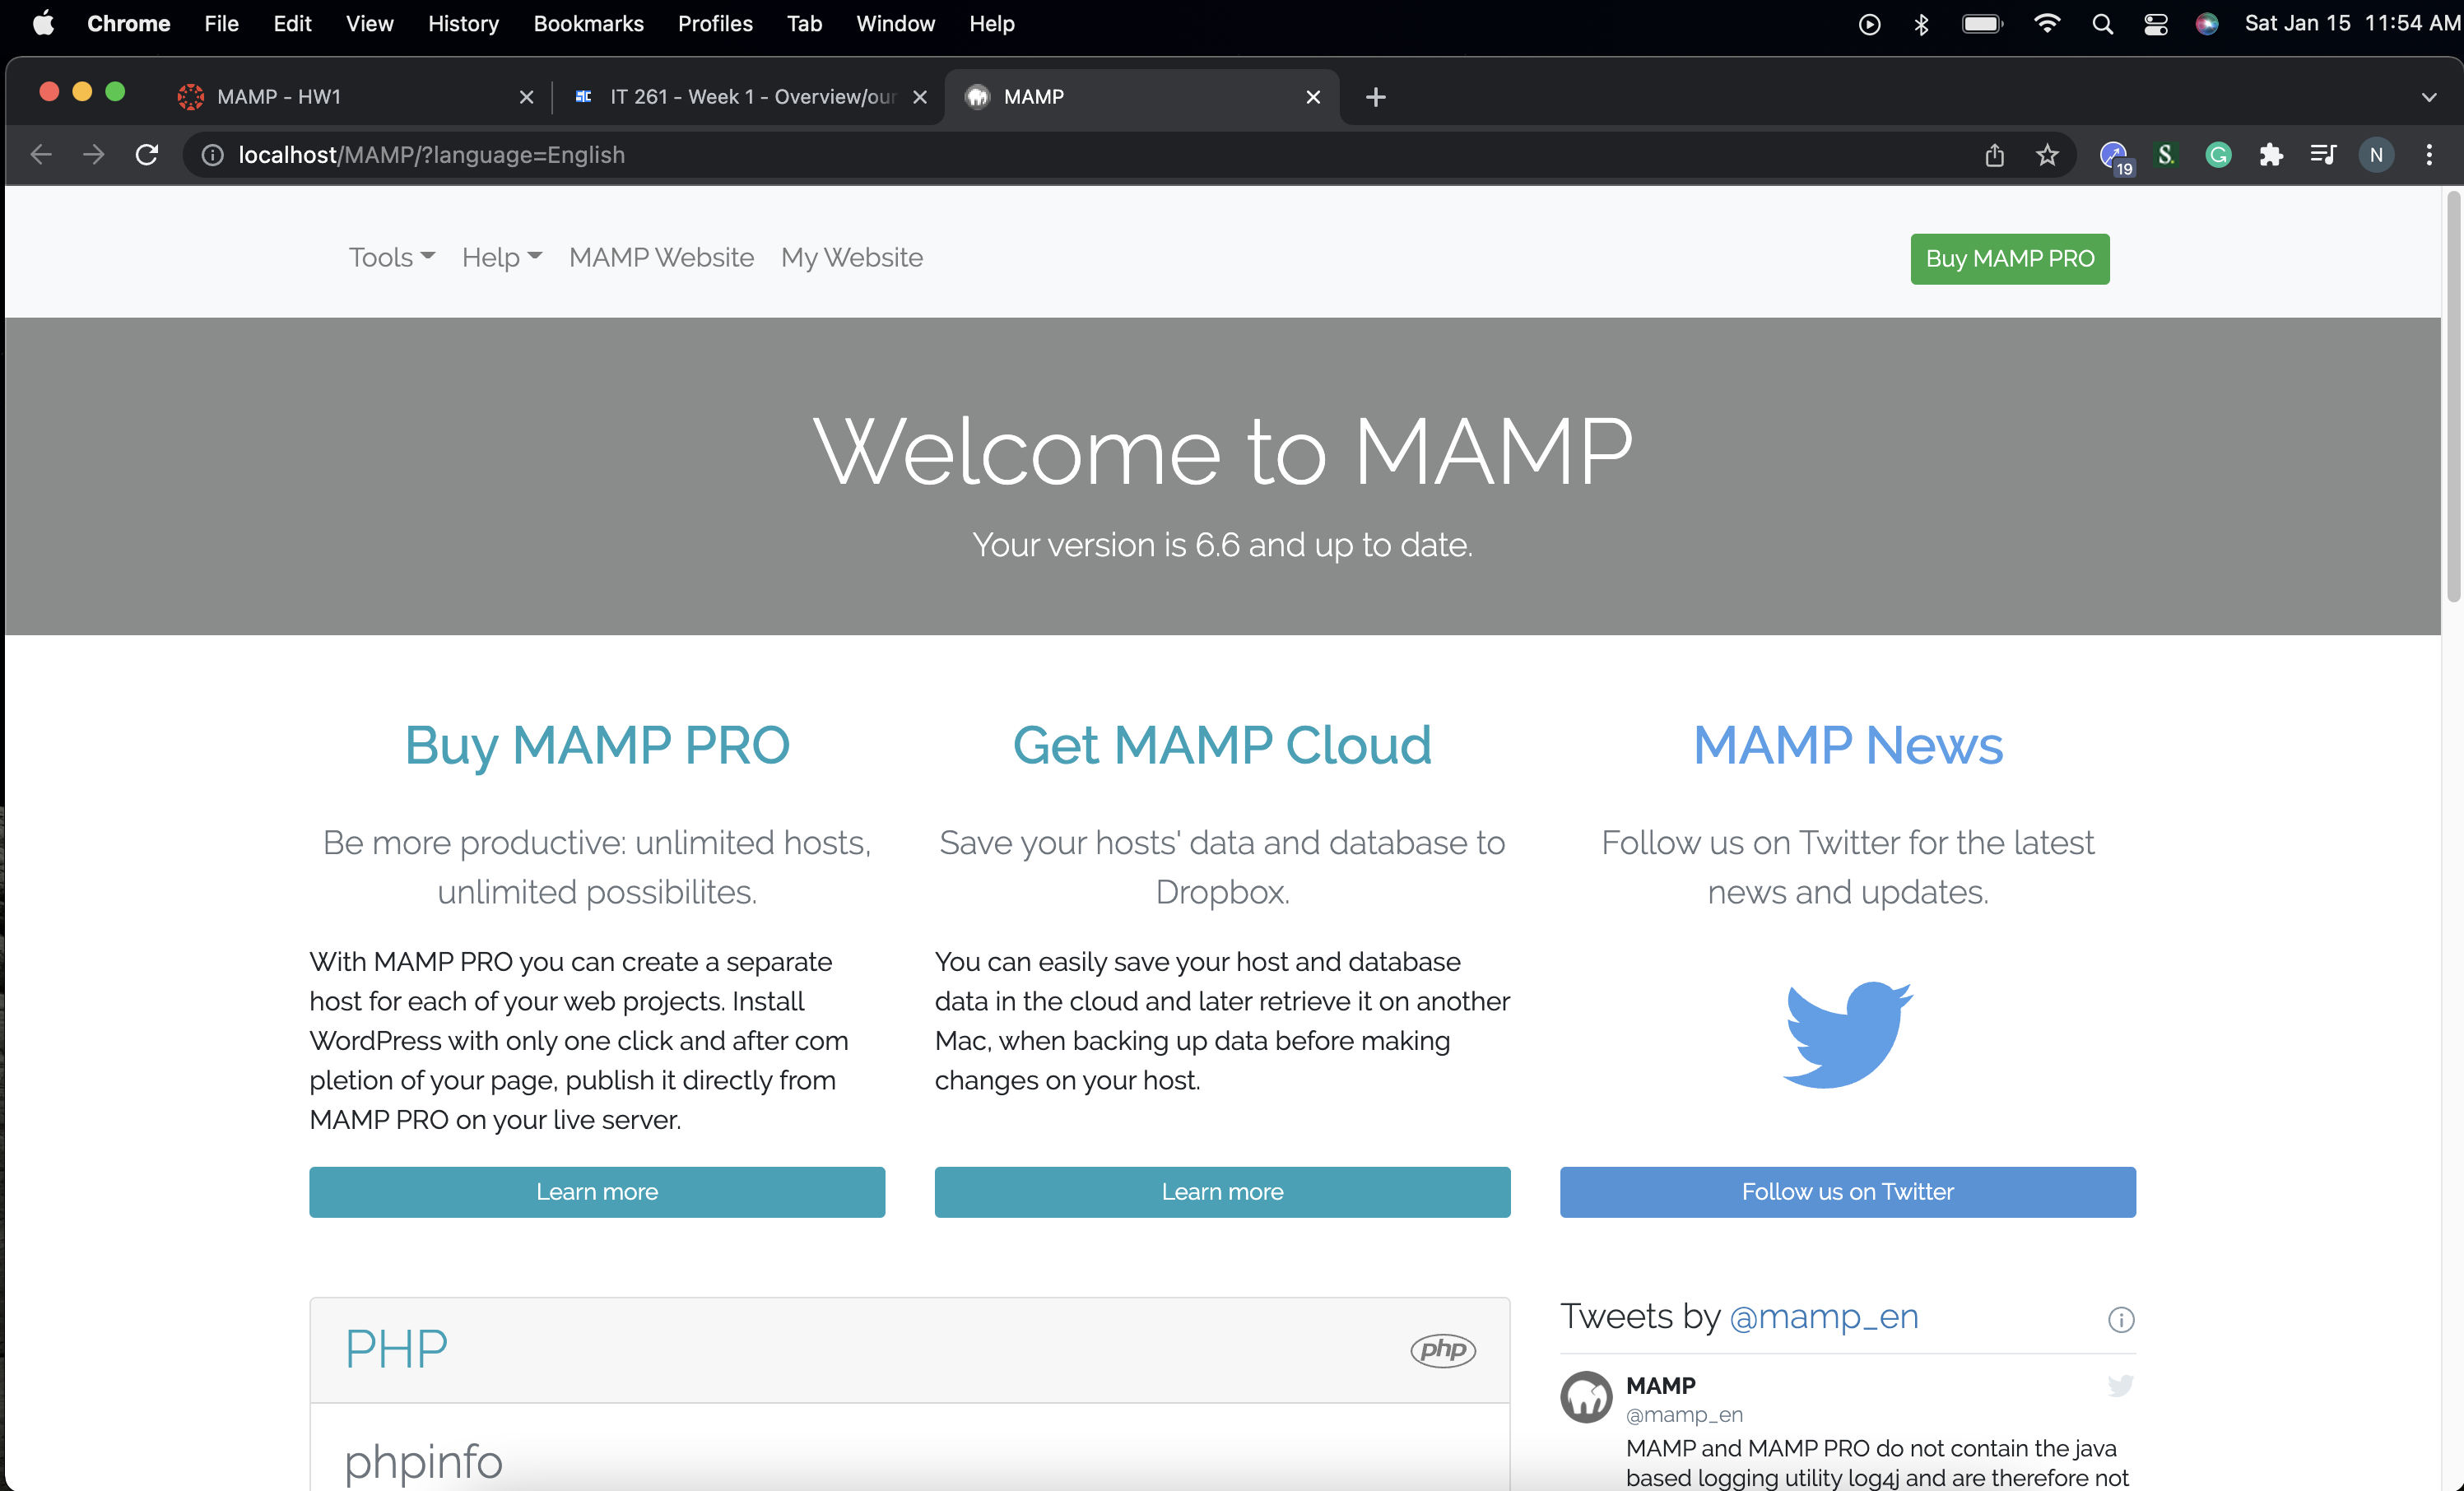 Chrome File Edit View History Bookmarks Profiles Tab Window Help Sat Jan 15 11:54 AM
MAMP - HW1 IT 261 - Week 1 - Overview/our MAMP
localhost/MAMP/?language=English 19 S. G N
Tools Help MAMP Website My Website Buy MAMP PRO
Welcome to MAMP
Your version is 6.6 and up to date.
Buy MAMP PRO
Be more productive: unlimited hosts,
unlimited possibilites.
With MAMP PRO you can create a separate
host for each of your web projects. Install
WordPress with only one click and after com
pletion of your page, publish it directly from
MAMP PRO on your live server.
Learn more
Get MAMP Cloud
Save your hosts' data and database to
Dropbox.
You can easily save your host and database
data in the cloud and later retrieve it on another
Mac, when backing up data before making
changes on your host.
Learn more
MAMP News
Follow us on Twitter for the latest
news and updates.
Follow us on Twitter
PHP php
phpinfo
Tweets by @mamp_en
MAMP
@mamp_en
MAMP and MAMP PRO do not contain the java
based logging utility log4j and are therefore not